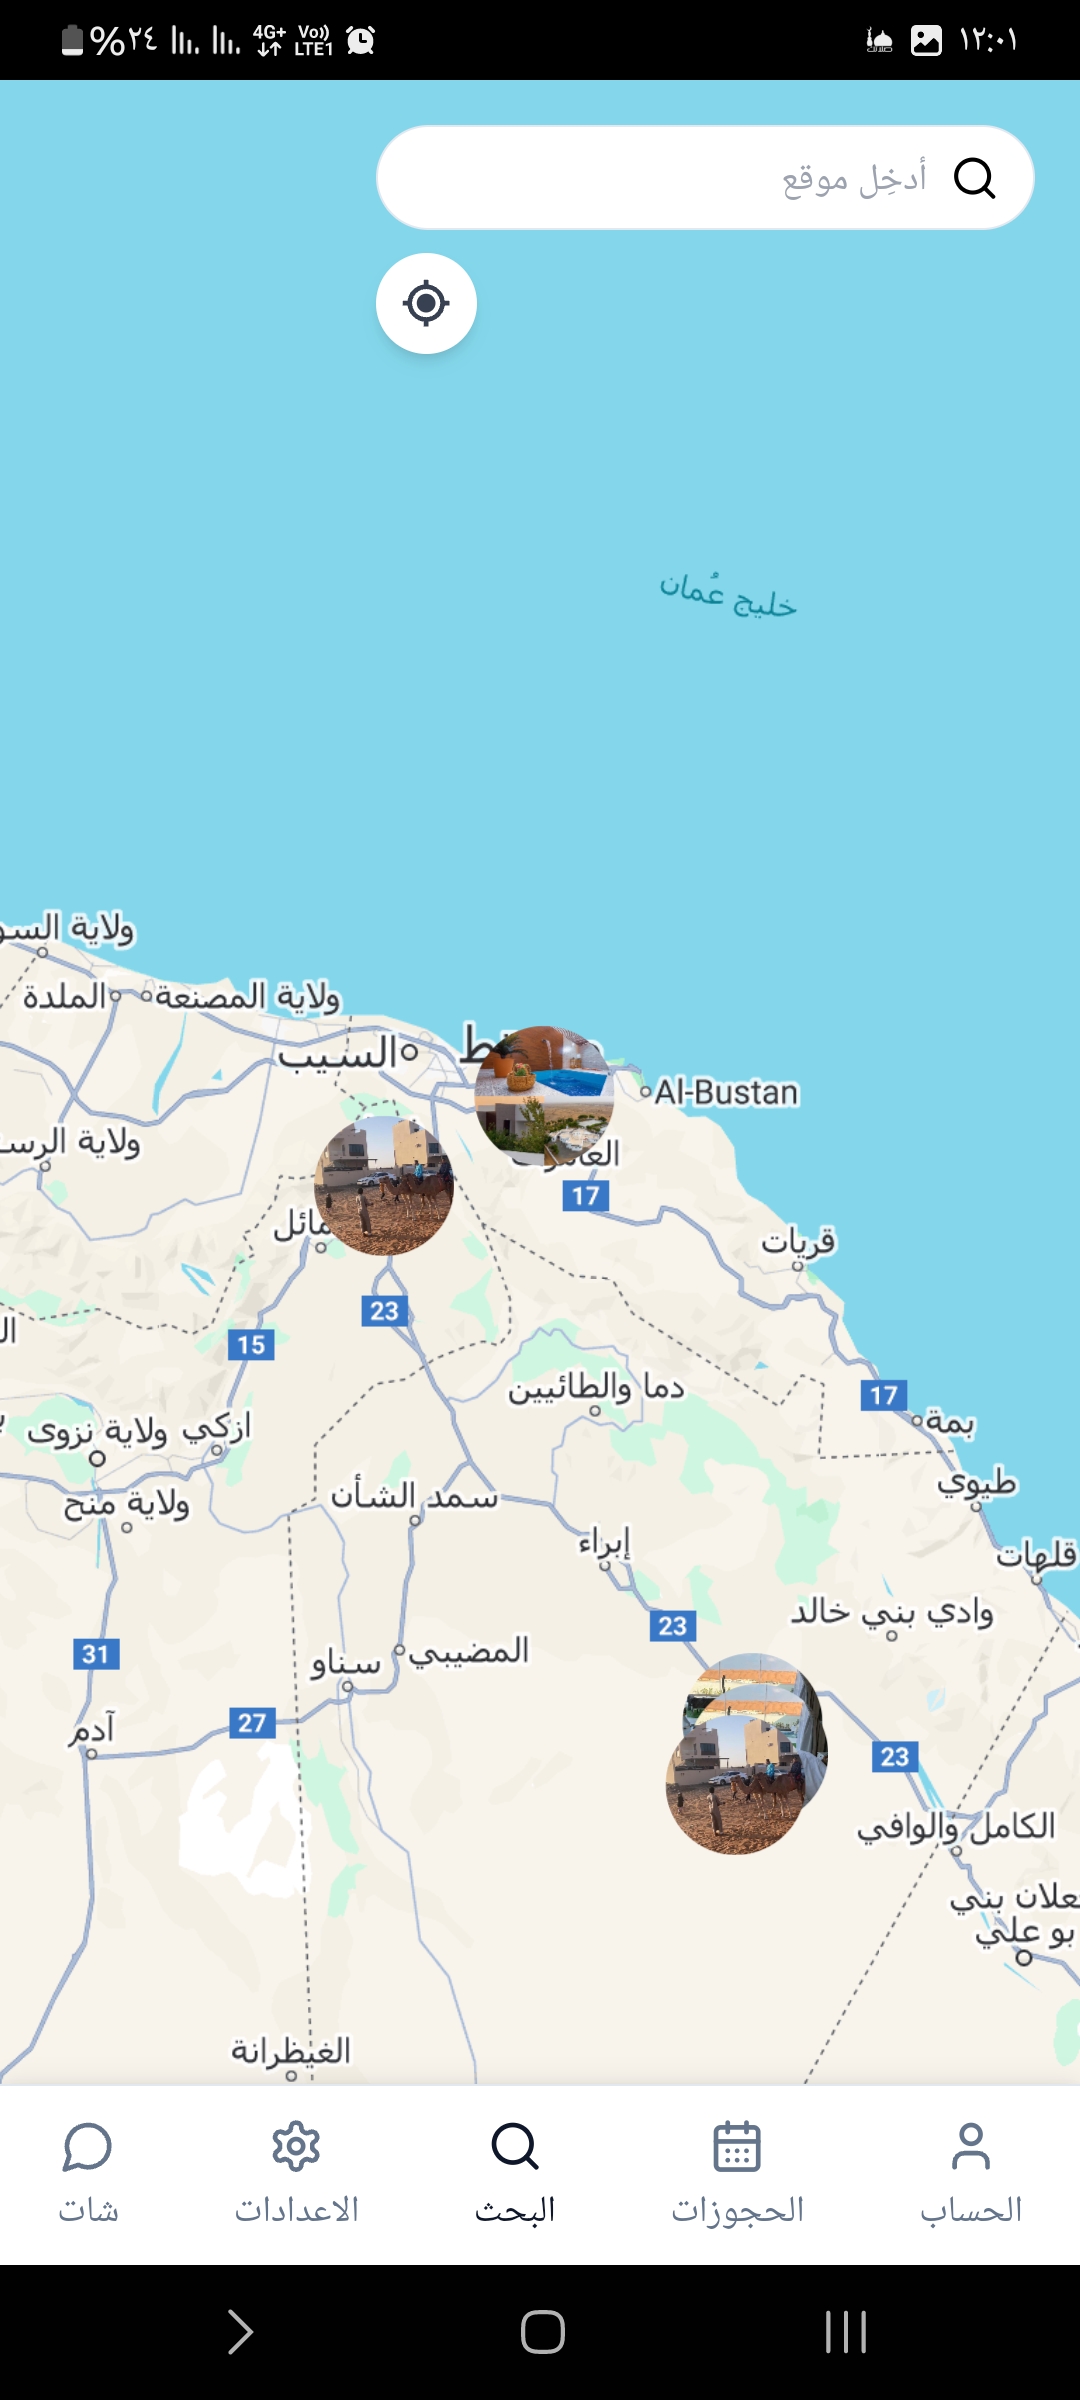 ١٢:٠١
4G+ Vo)) LTE1 %٢٤
أدخِل موقع
خليج عُمان
ولاية السو
الملدة
ولاية المصنعة
السيب
Al-Bustan
ولاية الرس
17
مائل
قريات
23
15
دما والطائيين
17
بمة
ازكي
ولاية نزوى
طيوي
سمد الشأن
ولاية منح
إبراء
قلهات
وادي بني خالد
23
المضيبي
31
سناو
27
آدم
23
الكامل والوافي
علان بني
بو علي
الغيظرانة
الحساب
الحجوزات
البحث
الاعدادات
شات